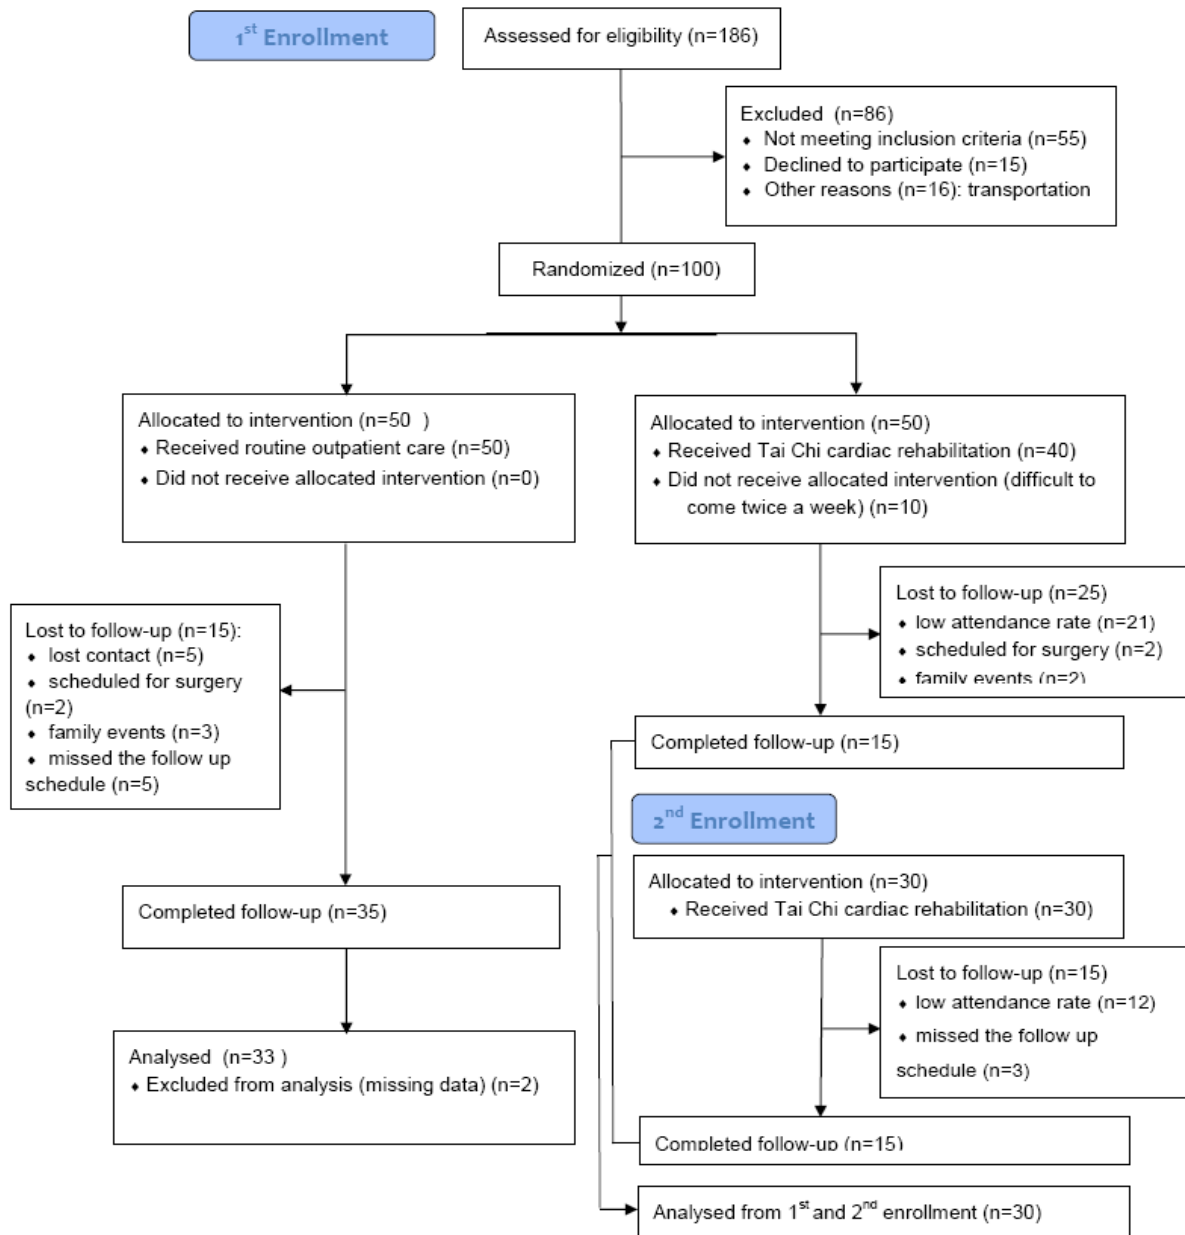 1st Enrollment
Assessed for eligibility (n=186)
Excluded (n=86)
⬧ Not meeting inclusion criteria (n=55)
⬧ Declined to participate (n=15)
⬧ Other reasons (n=16): transportation
Randomized (n=100)
Allocated to intervention (n=50 )
⬧ Received routine outpatient care (n=50)
⬧ Did not receive allocated intervention (n=0)
Allocated to intervention (n=50)
⬧ Received Tai Chi cardiac rehabilitation (n=40)
⬧ Did not receive allocated intervention (difficult to
come twice a week) (n=10)
Lost to follow-up (n=15):
⬧ lost contact (n=5)
⬧ scheduled for surgery
(n=2)
⬧ family events (n=3)
⬧ missed the follow up
schedule (n=5)
Lost to follow-up (n=25)
⬧ low attendance rate (n=21)
⬧ scheduled for surgery (n=2)
⬧ family events (n=2)
Completed follow-up (n=15)
2nd Enrollment
Allocated to intervention (n=30)
⬧ Received Tai Chi cardiac rehabilitation (n=30)
Completed follow-up (n=35)
Lost to follow-up (n=15)
⬧ low attendance rate (n=12)
⬧ missed the follow up
schedule (n=3)
Analysed (n=33 )
⬧ Excluded from analysis (missing data) (n=2)
Completed follow-up (n=15)
Analysed from 1st and 2nd enrollment (n=30)